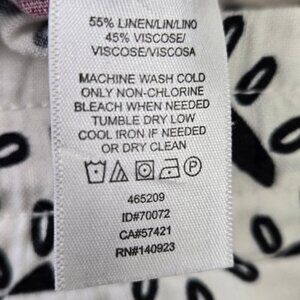 55% LINEN/LIN/LINO
45% VISCOSE/
VISCOSE/VISCOSA
MACHINE WASH COLD
ONLY NON-CHLORINE
BLEACH WHEN NEEDED
TUMBLE DRY LOW
COOL IRON IF NEEDED
OR DRY CLEAN
P
465209
ID#70072
CA#57421
RN#140923